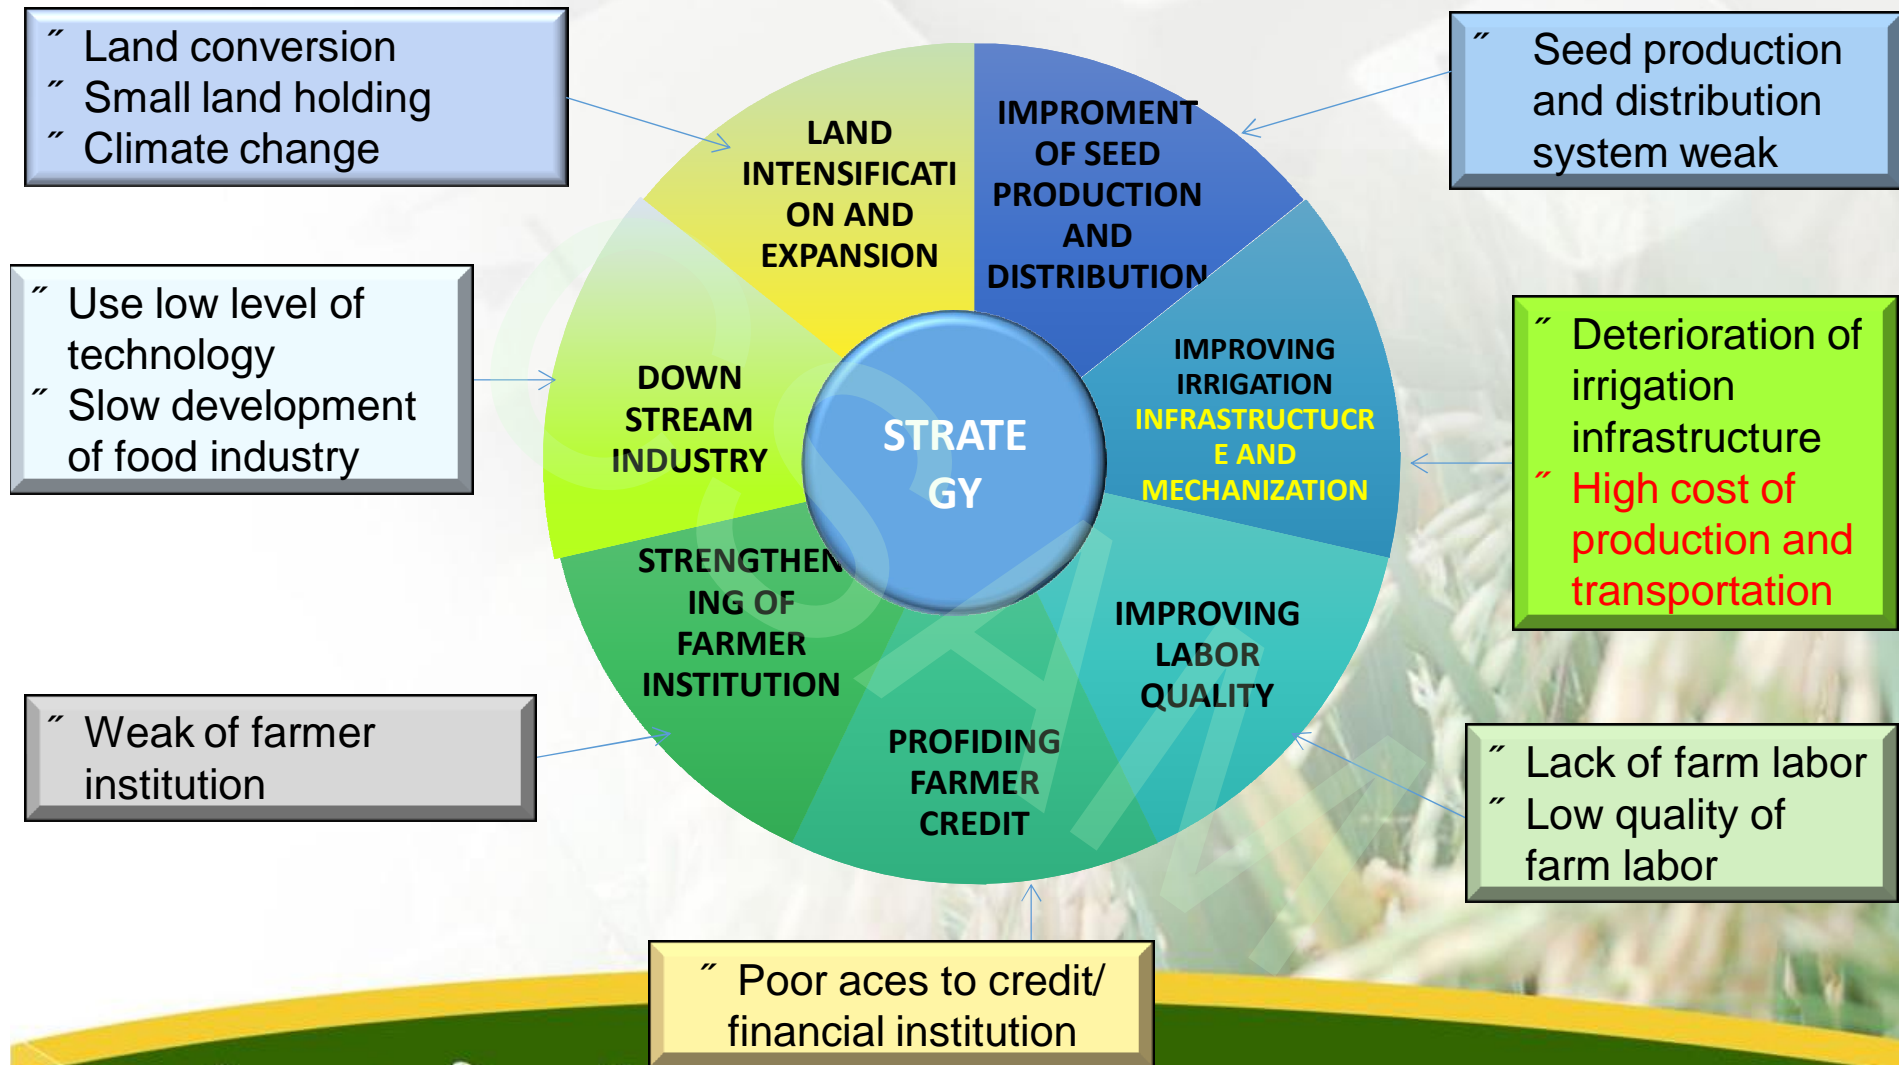 ˝ Land conversion
˝ Small land holding
˝ Climate change
˝ Seed production
and distribution
system weak
LAND
INTENSIFICATI
ON AND
EXPANSION
IMPROMENT
OF SEED
PRODUCTION
AND
DISTRIBUTION
˝ Use low level of
technology
˝ Slow development
of food industry
DOWN
STREAM
INDUSTRY
STRATE
GY
IMPROVING
IRRIGATION
INFRASTRUCTUCR
E AND
MECHANIZATION
˝ Deterioration of
irrigation
infrastructure
˝ High cost of
production and
transportation
STRENGTHEN
ING OF
FARMER
INSTITUTION
IMPROVING
LABOR
QUALITY
˝ Weak of farmer
institution
PROFIDING
FARMER
CREDIT
˝ Lack of farm labor
˝ Low quality of
farm labor
˝ Poor aces to credit/
financial institution
CSAM